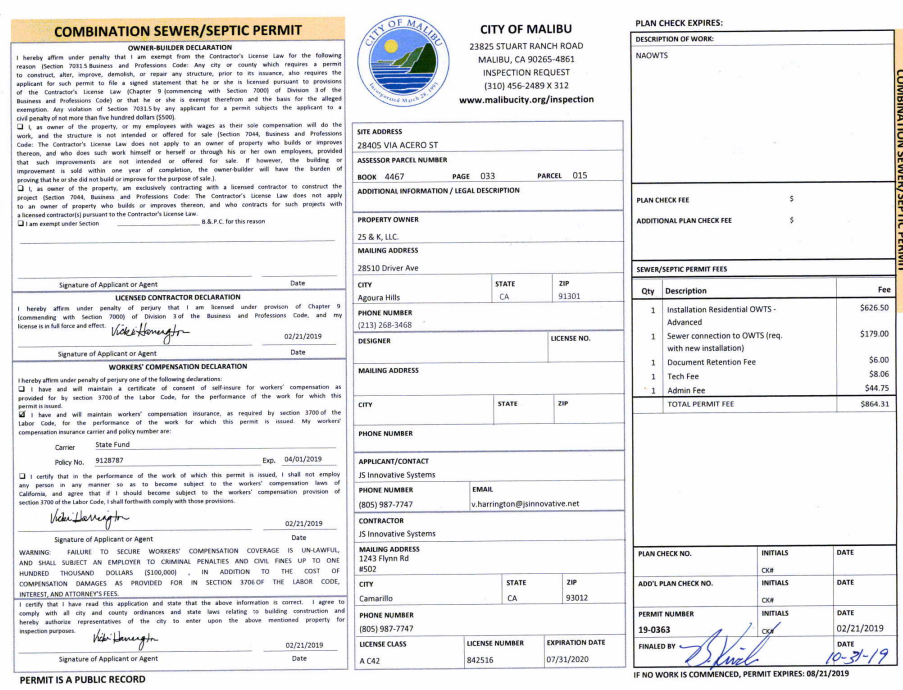 COMBINATION SEWER/SEPTIC PERMIT
OWNER-BUILDER DECLARATION
I hereby affirm under penalty that I am exempt from the Contractor's License Law for the following
reason (Section 7031.5 Business and Professions Code: Any city or county which requires a permit
to construct, alter, improve, demolish, or repair any structure, prior to its issuance, also requires the
applicant for such permit to file a signed statement that he or she is licensed pursuant to provisions
of the Contractor's License Law (Chapter 9 (commencing with Section 7000) of Division 3 of the
Business and Professions Code) or that he or she is exempt therefrom and the basis for the alleged
exemption. Any violation of Section 7031.5 by any applicant for a permit subjects the applicant to a
civil penalty of not more than five hundred dollars ($500).
I, as owner of the property, or my employees with wages as their sole compensation will do the
work, and the structure is not intended or offered for sale (Section 7044, Business and Professions
Code: The Contractor's License Law does not apply to an owner of property who builds or improves
thereon, and who does such work himself or herself or through his or her own employees, provided
that such improvements are not intended or offered for sale. If however, the building or
improvement is sold within one year of completion, the owner-builder will have the burden of
proving that he or she did not build or improve for the purpose of sale.).
I, as owner of the property, am exclusively contracting with a licensed contractor to construct the
project (Section 7044, Business and Professions Code: The Contractor's License Law does not apply
to an owner of property who builds or improves thereon, and who contracts for such projects with
a licensed contractor(s) pursuant to the Contractor's License Law.
I am exempt under Section B.&.P.C. for this reason
Signature of Applicant or Agent Date
LICENSED CONTRACTOR DECLARATION
I hereby affirm under penalty of perjury that I am licensed under provison of Chapter 9
(commending with Section 7000) of Division 3 of the Business and Professions Code, and my
license is in full force and effect. Vicki Harrington
02/21/2019
Signature of Applicant or Agent Date
WORKERS' COMPENSATION DECLARATION
I hereby affirm under penalty of perjury one of the following declarations:
I have and will maintain a certificate of consent of self-insure for workers' compensation as
provided for by section 3700 of the Labor Code, for the performance of the work for which this
permit is issued.
I have and will maintain workers' compensation insurance, as required by section 3700 of the
Labor Code, for the performance of the work for which this permit is issued. My workers'
compensation insurance carrier and policy number are:
Carrier State Fund
Policy No. 9128787 Exp. 04/01/2019
I certify that in the performance of the work of which this permit is issued, I shall not employ
any person in any manner so as to become subject to the workers' compensation laws of
California, and agree that if I should become subject to the workers' compensation provision of
section 3700 of the Labor Code, I shall forthwith comply with those provisions.
Vicki Harrington
02/21/2019
Signature of Applicant or Agent Date
WARNING: FAILURE TO SECURE WORKERS' COMPENSATION COVERAGE IS UN-LAWFUL,
AND SHALL SUBJECT AN EMPLOYER TO CRIMINAL PENALTIES AND CIVIL FINES UP TO ONE
HUNDRED THOUSAND DOLLARS ($100,000) , IN ADDITION TO THE COST OF
COMPENSATION DAMAGES AS PROVIDED FOR IN SECTION 3706 OF THE LABOR CODE,
INTEREST, AND ATTORNEY'S FEES.
I certify that I have read this application and state that the above information is correct. I agree to
comply with all city and county ordinances and state laws relating to building construction and
hereby authorize representatives of the city to enter upon the above mentioned property for
inspection purposes. Vicki Harrington
02/21/2019
Signature of Applicant or Agent Date
PERMIT IS A PUBLIC RECORD
CITY OF MALIBU
Incorporated March 28, 1991
CITY OF MALIBU
23825 STUART RANCH ROAD
MALIBU, CA 90265-4861
INSPECTION REQUEST
(310) 456-2489 X 312
www.malibucity.org/inspection
SITE ADDRESS
28405 VIA ACERO ST
ASSESSOR PARCEL NUMBER
BOOK 4467 PAGE 033 PARCEL 015
ADDITIONAL INFORMATION / LEGAL DESCRIPTION
PROPERTY OWNER
25 & K, LLC.
MAILING ADDRESS
28510 Driver Ave
CITY STATE ZIP
Agoura Hills CA 91301
PHONE NUMBER
(213) 268-3468
DESIGNER LICENSE NO.
MAILING ADDRESS
CITY STATE ZIP
PHONE NUMBER
APPLICANT/CONTACT
JS Innovative Systems
PHONE NUMBER EMAIL
(805) 987-7747 v.harrington@jsinnovative.net
CONTRACTOR
JS Innovative Systems
MAILING ADDRESS
1243 Flynn Rd
#502
CITY STATE ZIP
Camarillo CA 93012
PHONE NUMBER
(805) 987-7747
LICENSE CLASS LICENSE NUMBER EXPIRATION DATE
A C42 842516 07/31/2020
PLAN CHECK EXPIRES:
DESCRIPTION OF WORK:
NAOWTS
PLAN CHECK FEE $
ADDITIONAL PLAN CHECK FEE $
SEWER/SEPTIC PERMIT FEES
Qty Description Fee
1 Installation Residential OWTS - $626.50
Advanced
1 Sewer connection to OWTS (req. $179.00
with new installation)
1 Document Retention Fee $6.00
1 Tech Fee $8.06
1 Admin Fee $44.75
TOTAL PERMIT FEE $864.31
PLAN CHECK NO. INITIALS DATE
CK#
ADD'L PLAN CHECK NO. INITIALS DATE
CK#
PERMIT NUMBER INITIALS DATE
19-0363 CK# 02/21/2019
FINALED BY DATE
10-31-19
IF NO WORK IS COMMENCED, PERMIT EXPIRES: 08/21/2019
COMBINATION SEWER/SEPTIC PERMIT